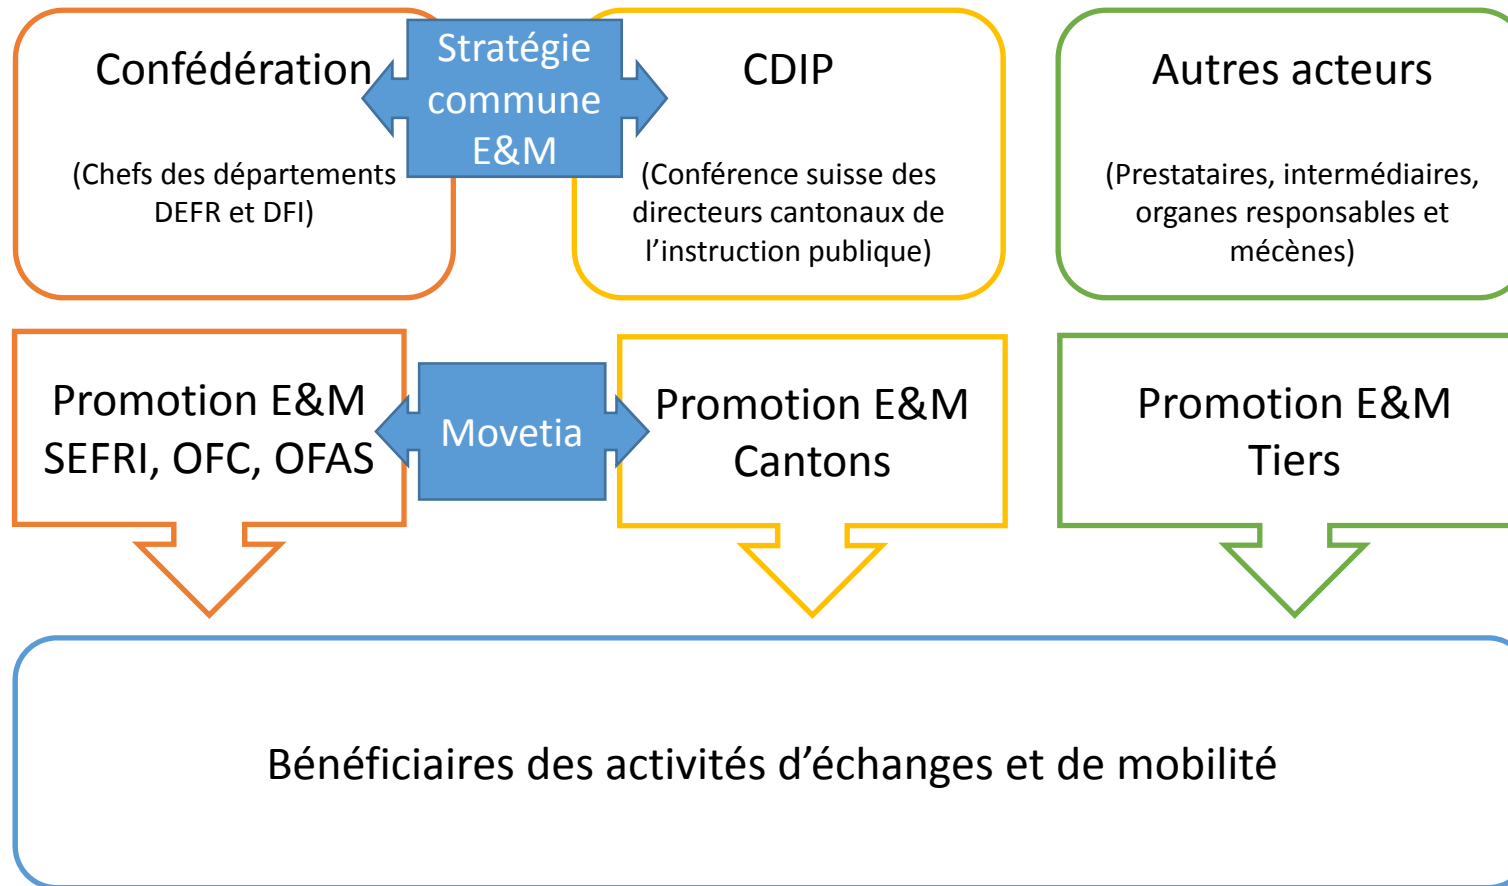 Confédération
(Chefs des départements
DEFR et DFI)
Stratégie
commune
E&M
CDIP
(Conférence suisse des
directeurs cantonaux de
l’instruction publique)
Autres acteurs
(Prestataires, intermédiaires,
organes responsables et
mécènes)
Promotion E&M
SEFRI, OFC, OFAS
Movetia
Promotion E&M
Cantons
Promotion E&M
Tiers
Bénéficiaires des activités d’échanges et de mobilité